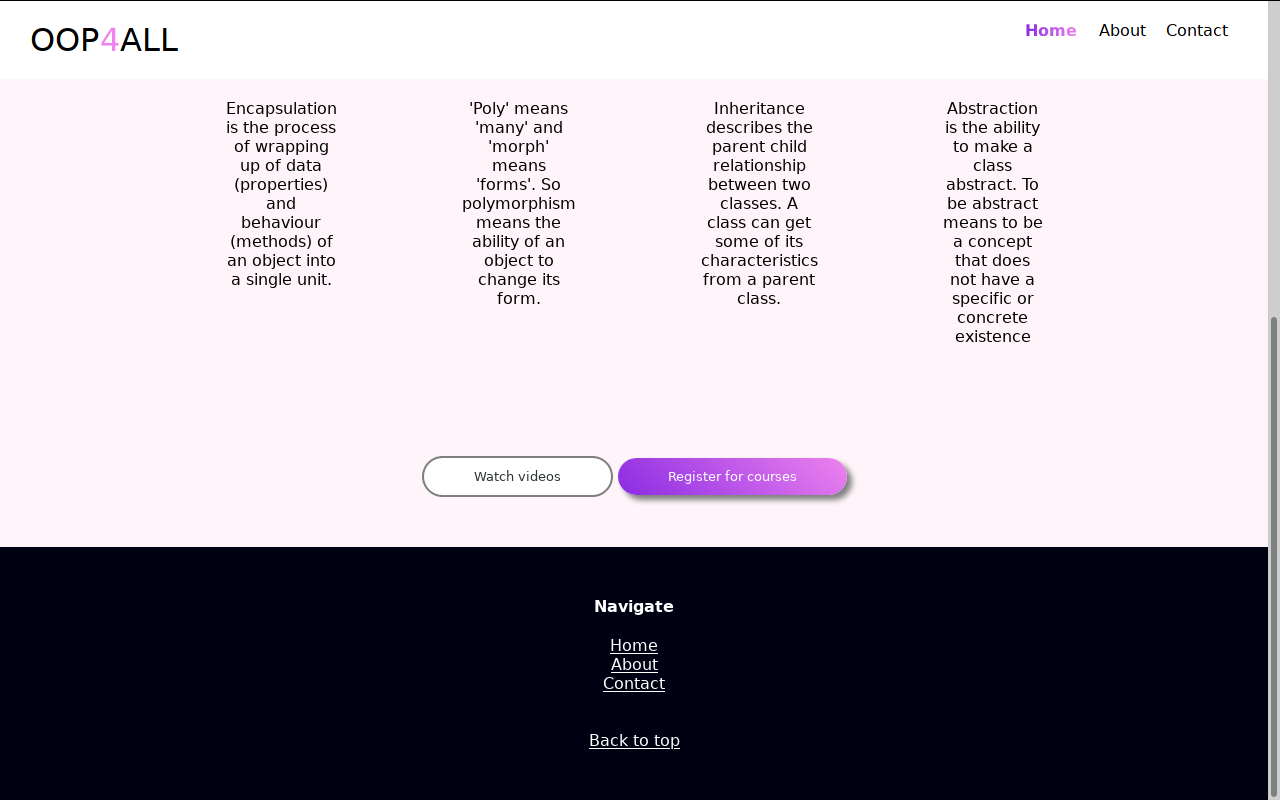 OOP4ALL
Home About Contact
Encapsulation
is the process
of wrapping
up of data
(properties)
and
behaviour
(methods) of
an object into
a single unit.
'Poly' means
'many' and
'morph'
means
'forms'. So
polymorphism
means the
ability of an
object to
change its
form.
Inheritance
describes the
parent child
relationship
between two
classes. A
class can get
some of its
characteristics
from a parent
class.
Abstraction
is the ability
to make a
class
abstract. To
be abstract
means to be
a concept
that does
not have a
specific or
concrete
existence
Watch videos
Register for courses
Navigate
Home
About
Contact
Back to top